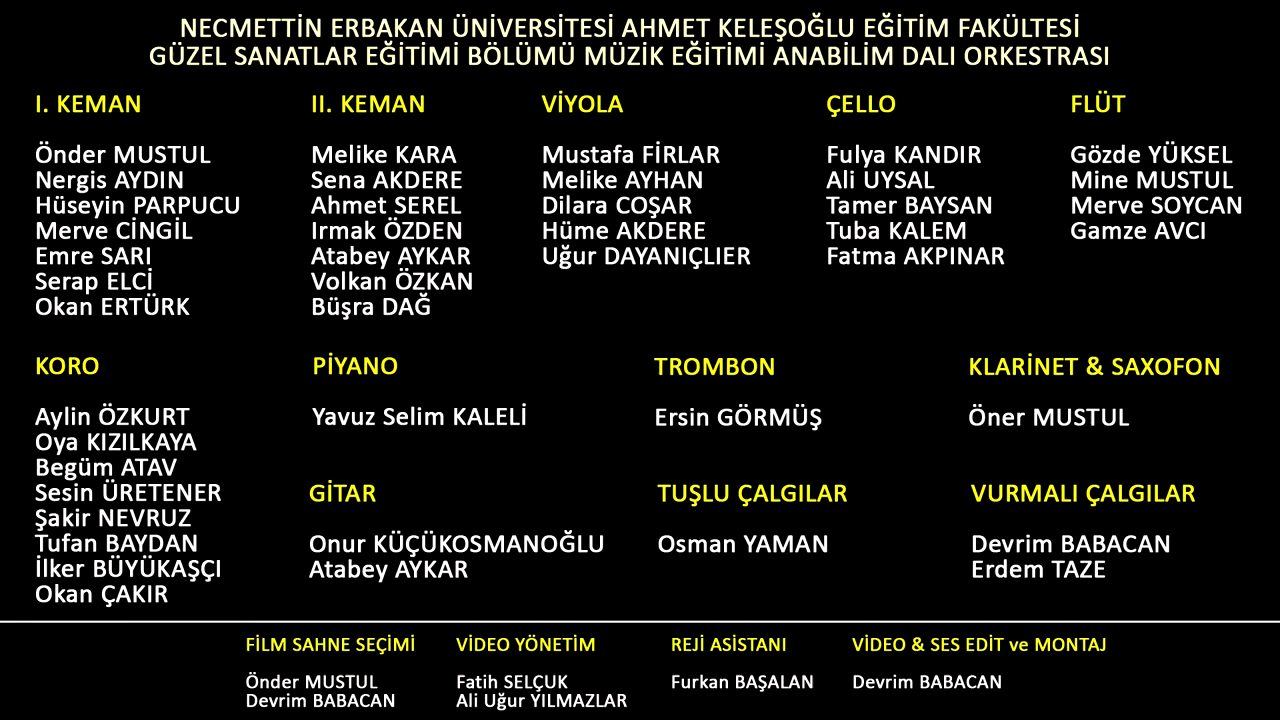 NECMETTİN ERBAKAN ÜNİVERSİTESİ AHMET KELEŞOĞLU EĞİTİM FAKÜLTESİ
GÜZEL SANATLAR EĞİTİMİ BÖLÜMÜ MÜZİK EĞİTİMİ ANABİLİM DALI ORKESTRASI
I. KEMAN
Önder MUSTUL
Nergis AYDIN
Hüseyin PARPUCU
Merve CİNGİL
Emre SARI
Serap ELCİ
Okan ERTÜRK
II. KEMAN
Melike KARA
Sena AKDERE
Ahmet SEREL
Irmak ÖZDEN
Atabey AYKAR
Volkan ÖZKAN
Büşra DAĞ
VİYOLA
Mustafa FİRLAR
Melike AYHAN
Dilara COŞAR
Hüme AKDERE
Uğur DAYANIÇLIER
ÇELLO
Fulya KANDIR
Ali UYSAL
Tamer BAYSAN
Tuba KALEM
Fatma AKPINAR
FLÜT
Gözde YÜKSEL
Mine MUSTUL
Merve SOYCAN
Gamze AVCI
KORO
Aylin ÖZKURT
Oya KIZILKAYA
Begüm ATAV
Sesin ÜRETENER
Şakir NEVRUZ
Tufan BAYDAN
İlker BÜYÜKAŞÇI
Okan ÇAKIR
PİYANO
Yavuz Selim KALELİ
TROMBON
Ersin GÖRMÜŞ
KLARİNET & SAXOFON
Öner MUSTUL
GİTAR
Onur KÜÇÜKOSMANOĞLU
Atabey AYKAR
TUŞLU ÇALGILAR
Osman YAMAN
VURMALI ÇALGILAR
Devrim BABACAN
Erdem TAZE
FİLM SAHNE SEÇİMİ
Önder MUSTUL
Devrim BABACAN
VİDEO YÖNETİM
Fatih SELÇUK
Ali Uğur YILMAZLAR
REJİ ASİSTANI
Furkan BAŞALAN
VİDEO & SES EDİT ve MONTAJ
Devrim BABACAN